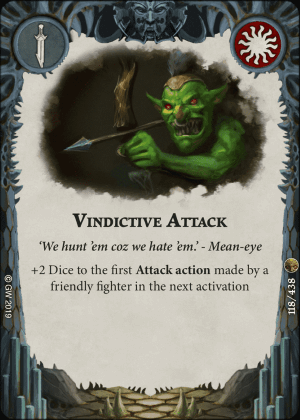 VINDICTIVE ATTACK
‘We hunt ’em coz we hate ’em.’ - Mean-eye
+2 Dice to the first Attack action made by a
friendly fighter in the next activation
© GW 2019
118/438